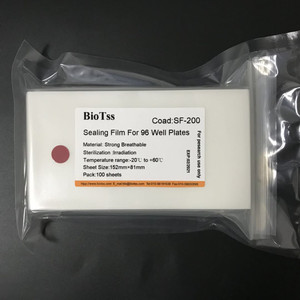 BioTss
Coad:SF-200
Sealing Film For 96 Well Plates
Material: Strong Breathable
Sterilization :Irradiation
Temperature range:-20℃ to +60℃
Sheet Size:152mm×81mm
Pack:100 sheets
For research use only